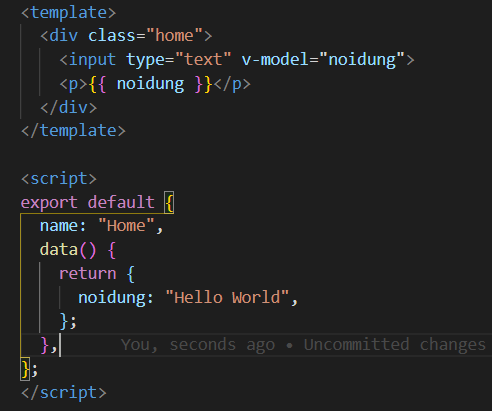 <template>
<div class="home">
<input type="text" v-model="noidung">
<p>{{ noidung }}</p>
</div>
</template>
<script>
export default {
name: "Home",
data() {
return {
noidung: "Hello World",
};
}, You, seconds ago • Uncommitted changes
};
</script>